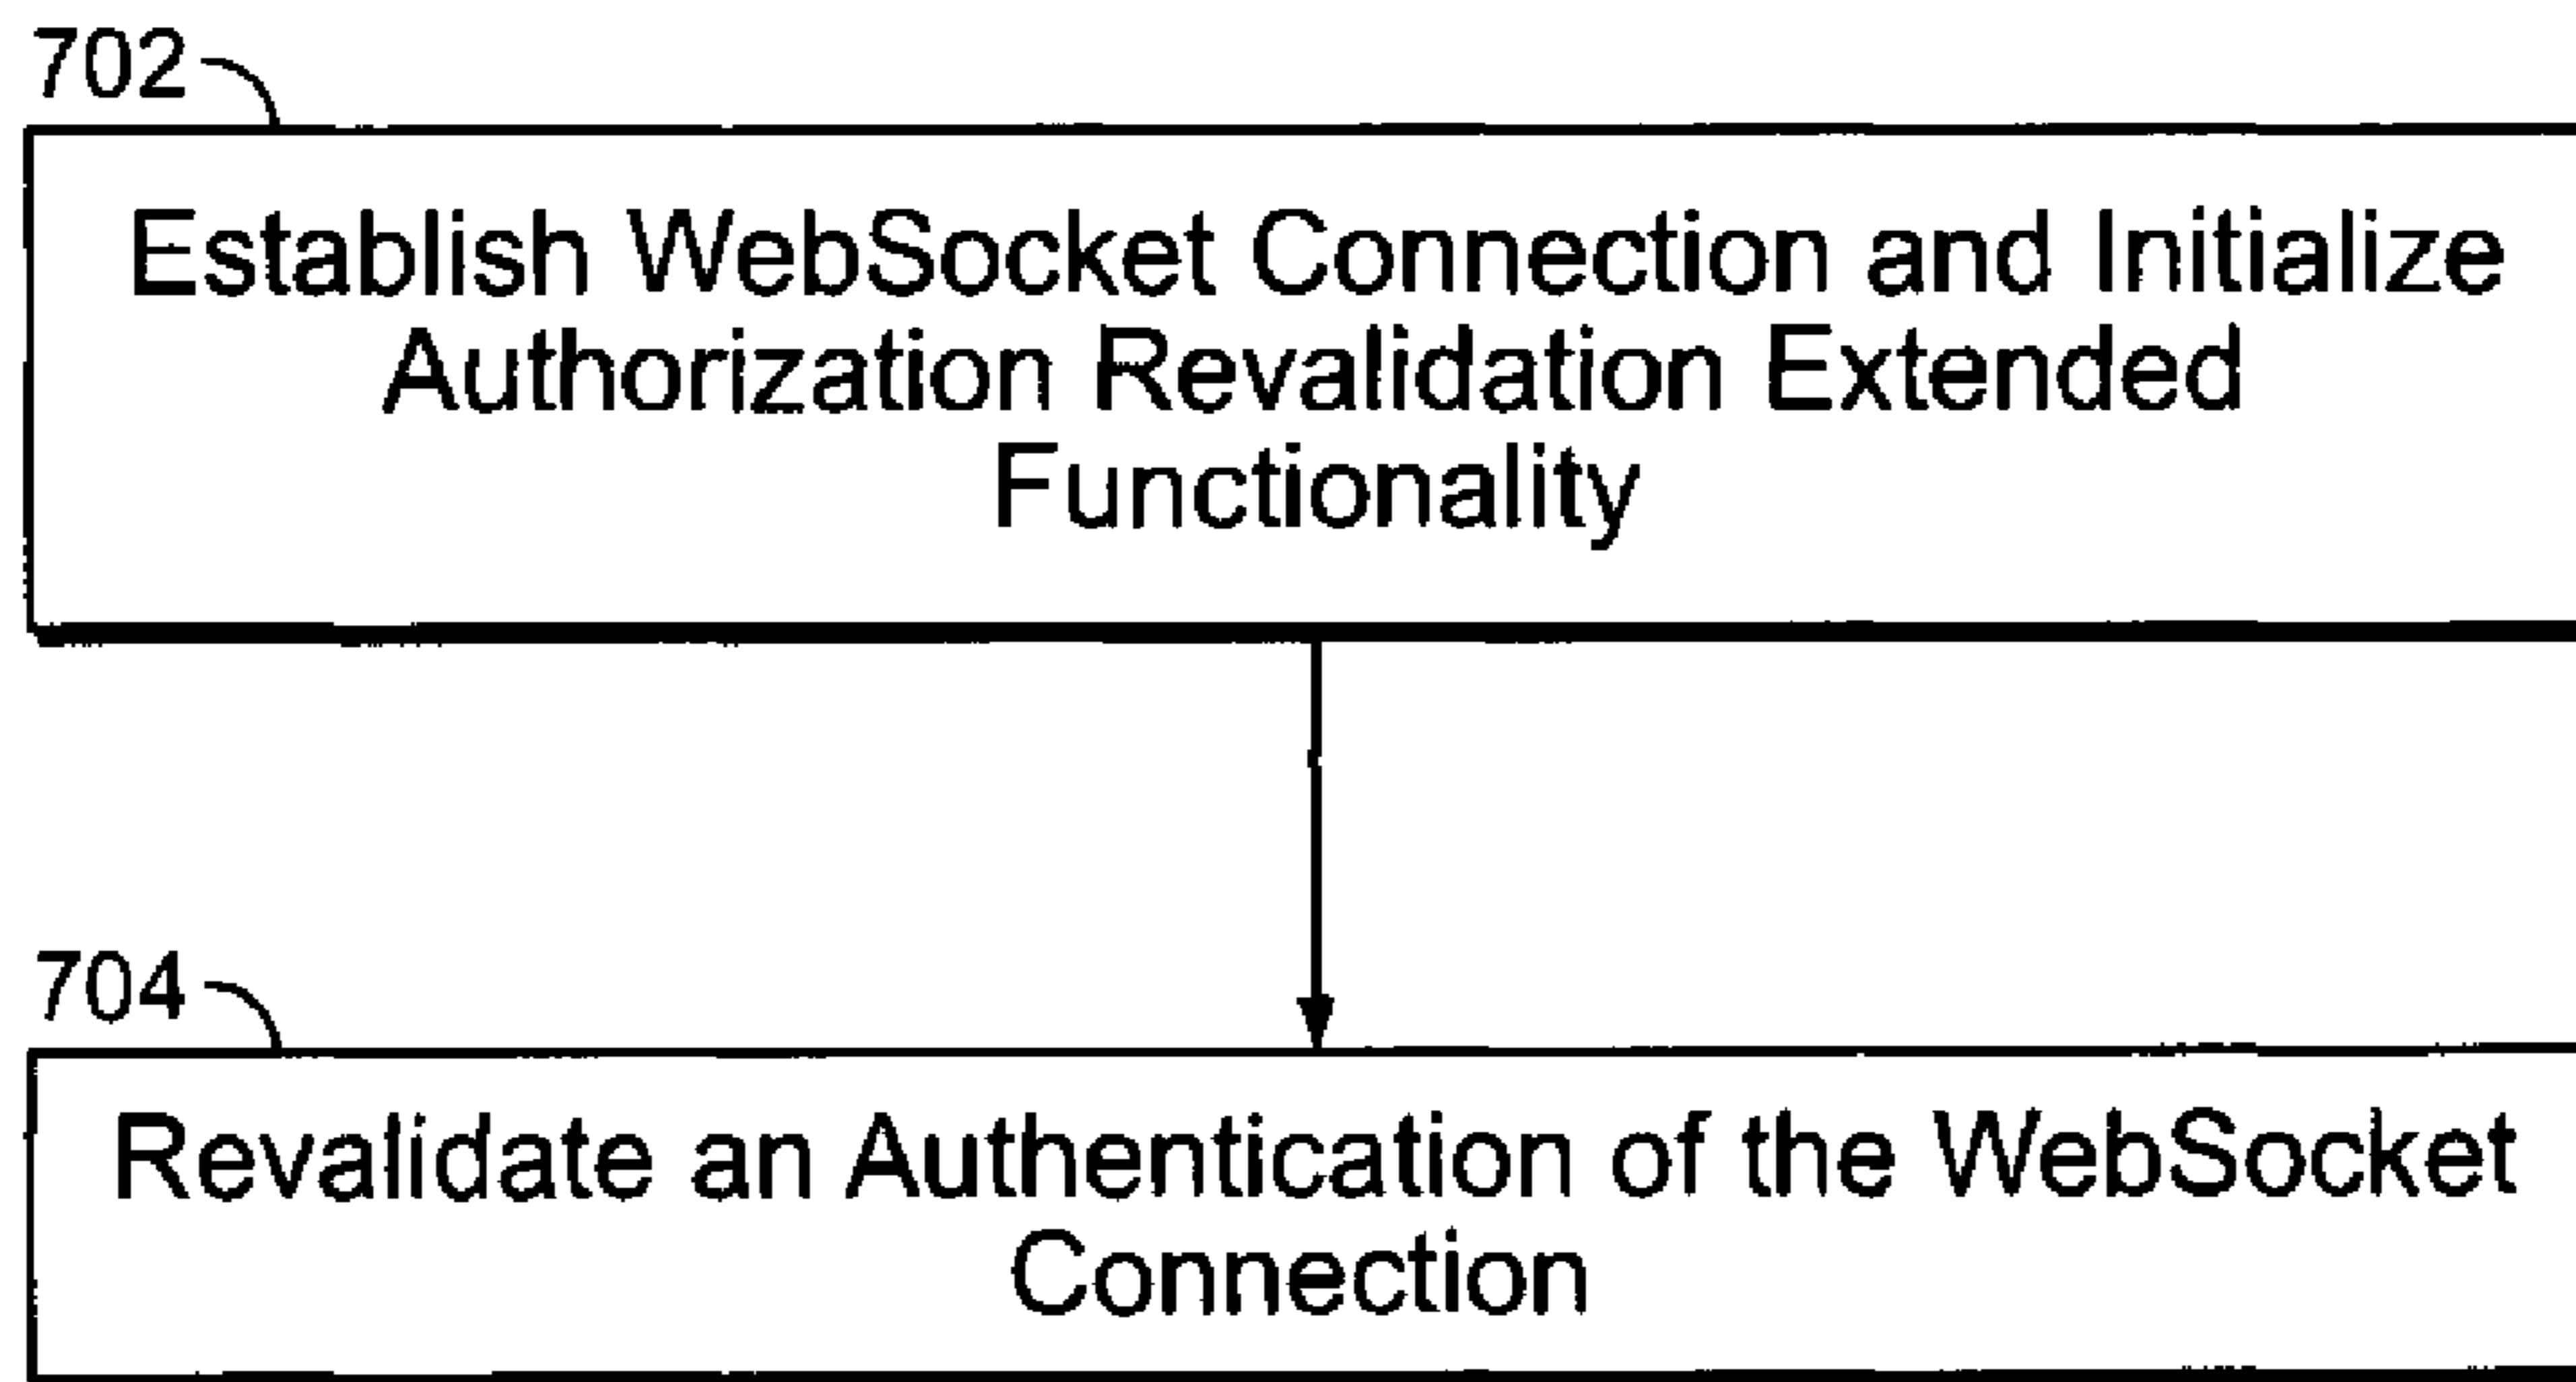 702
Establish WebSocket Connection and Initialize
Authorization Revalidation Extended
Functionality
704
Revalidate an Authentication of the WebSocket
Connection